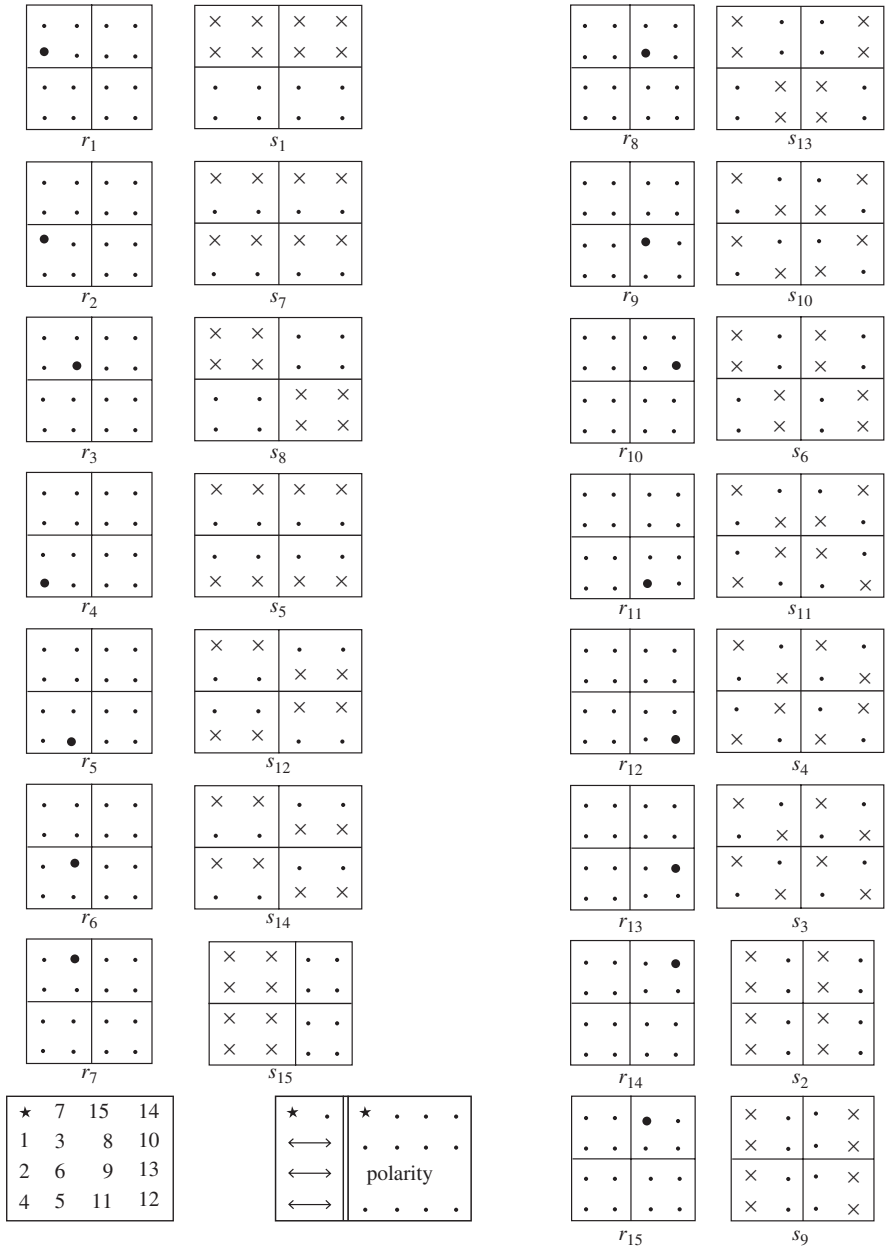 r1 s1 r8 s13
r2 s7 r9 s10
r3 s8 r10 s6
r4 s5 r11 s11
r5 s12 r12 s4
r6 s14 r13 s3
r7 s15 r14 s2
★ 7 15 14
1 3 8 10
2 6 9 13
4 5 11 12
polarity
r15 s9